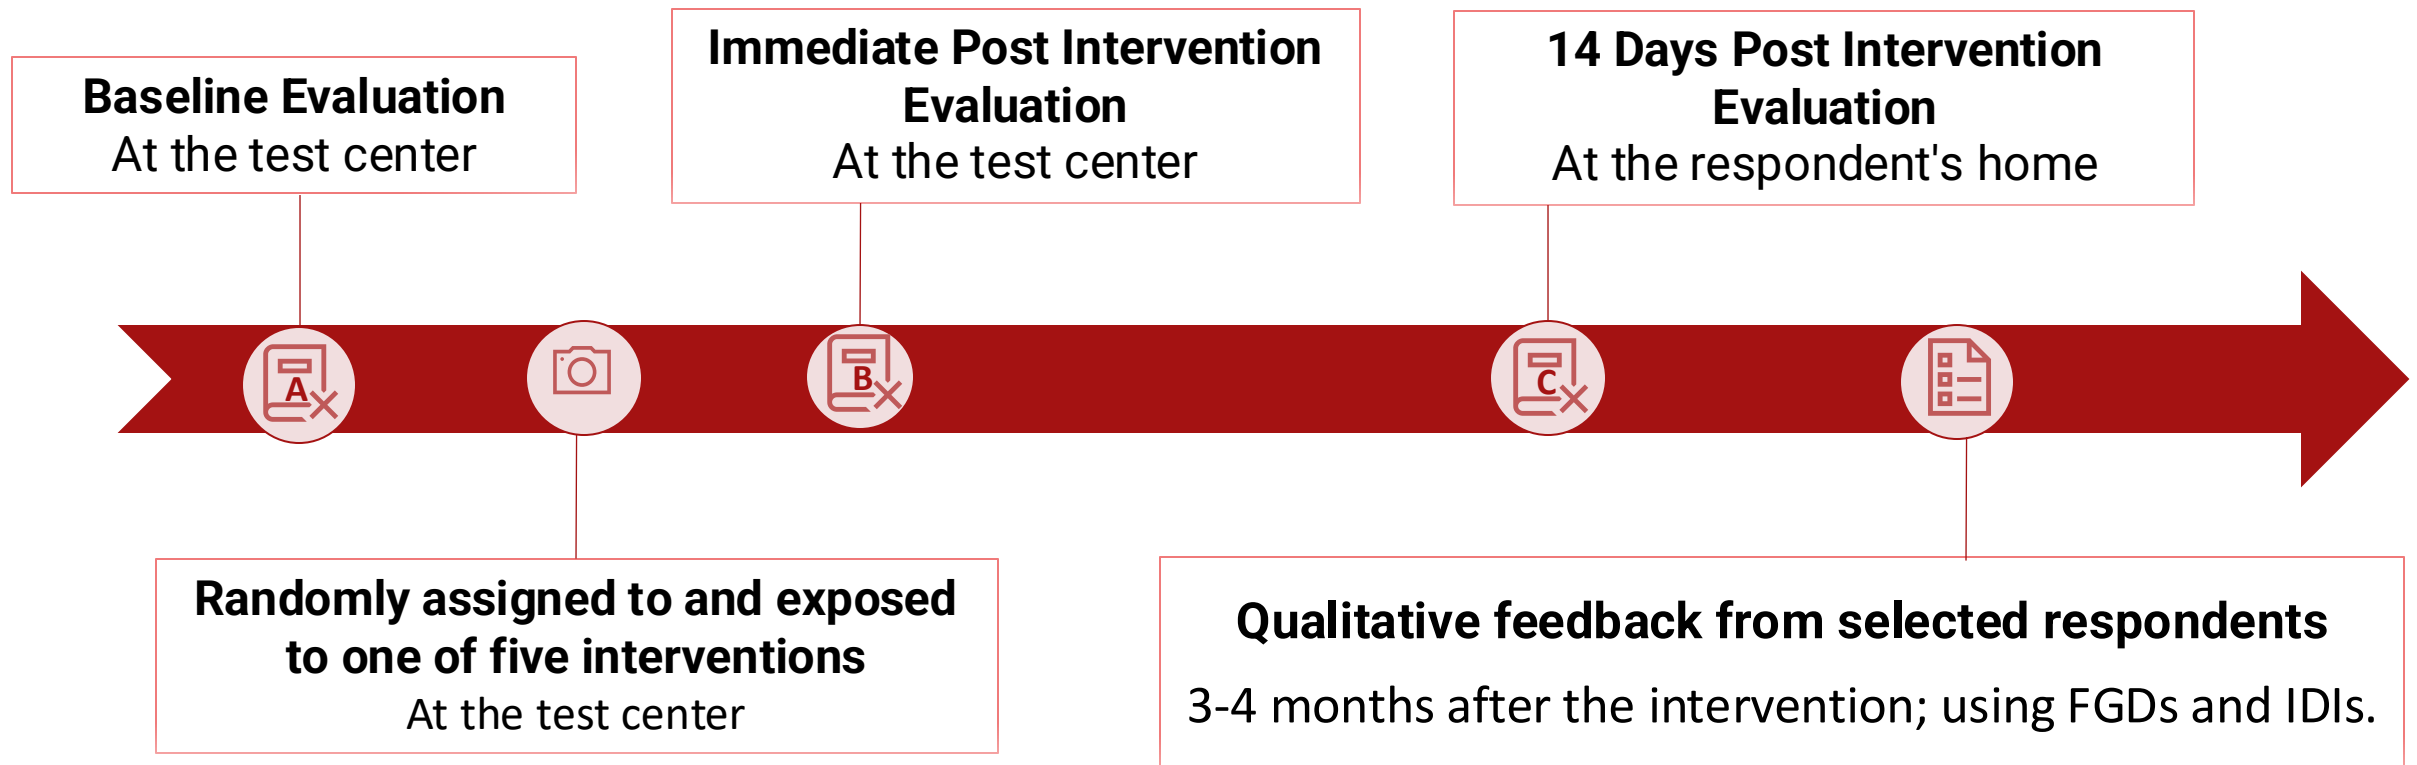 Baseline Evaluation
At the test center
Immediate Post Intervention
Evaluation
At the test center
14 Days Post Intervention
Evaluation
At the respondent's home
A
B
C
Randomly assigned to and exposed
to one of five interventions
At the test center
Qualitative feedback from selected respondents
3-4 months after the intervention; using FGDs and IDIs.